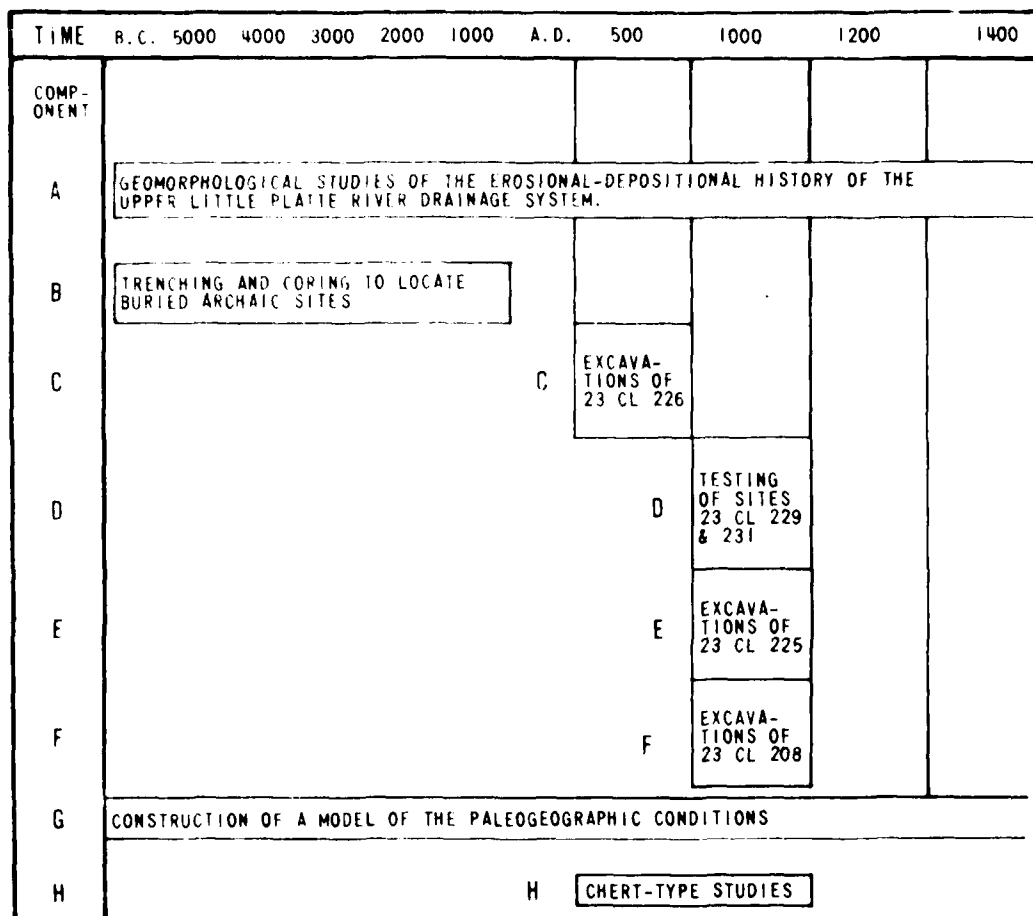 TIME B.C. 5000 4000 3000 2000 1000 A.D. 500 1000 1200 1400
COMP-
ONENT
A
GEOMORPHOLOGICAL STUDIES OF THE EROSIONAL-DEPOSITIONAL HISTORY OF THE
UPPER LITTLE PLATTE RIVER DRAINAGE SYSTEM.
B
TRENCHING AND CORING TO LOCATE
BURIED ARCHAIC SITES
C
C
EXCAVA-
TIONS OF
23 CL 226
D
D
TESTING
OF SITES
23 CL 229
& 231
E
E
EXCAVA-
TIONS OF
23 CL 225
F
F
EXCAVA-
TIONS OF
23 CL 208
G
CONSTRUCTION OF A MODEL OF THE PALEOGEOGRAPHIC CONDITIONS
H
H
CHERT-TYPE STUDIES